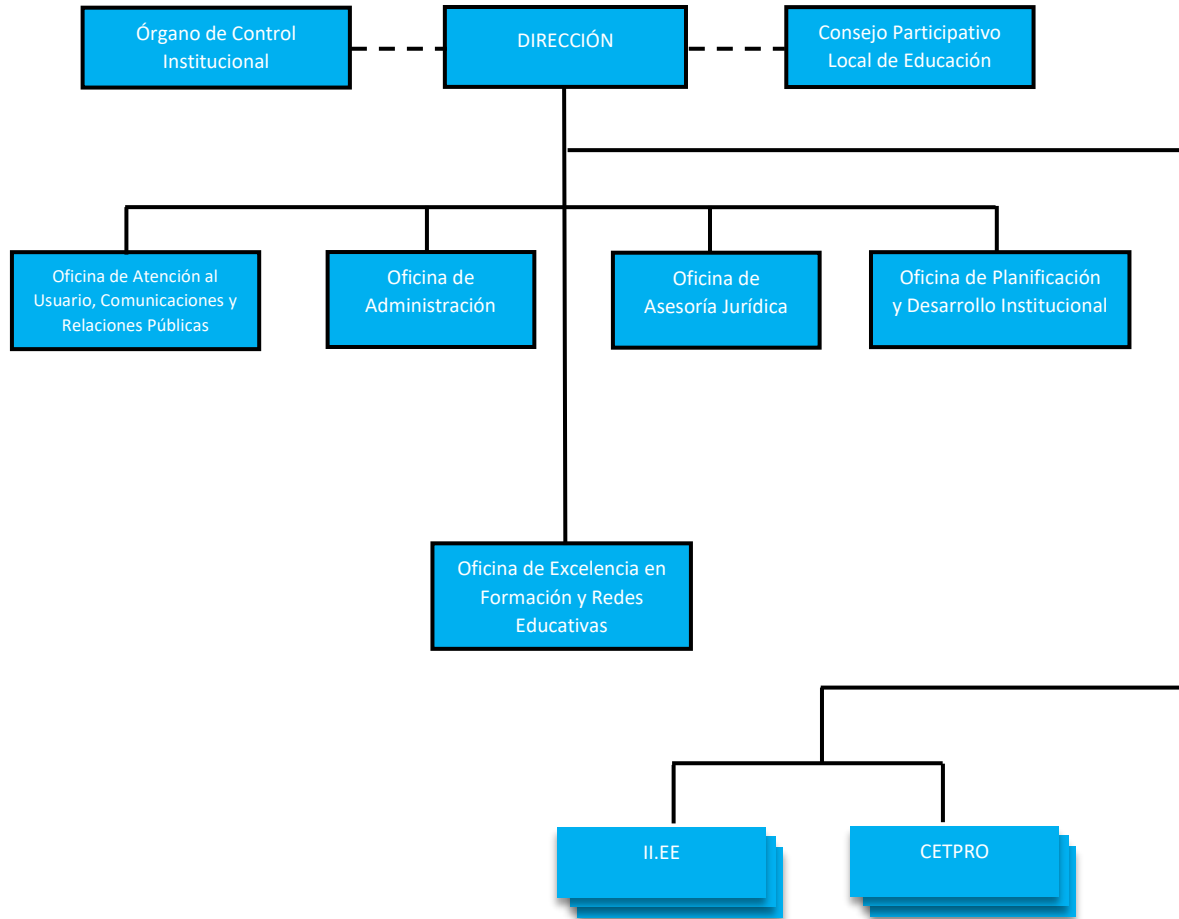 Órgano de Control
Institucional
DIRECCIÓN
Consejo Participativo
Local de Educación
Oficina de Atención al
Usuario, Comunicaciones y
Relaciones Públicas
Oficina de
Administración
Oficina de
Asesoría Jurídica
Oficina de Planificación
y Desarrollo Institucional
Oficina de Excelencia en
Formación y Redes
Educativas
II.EE
CETPRO